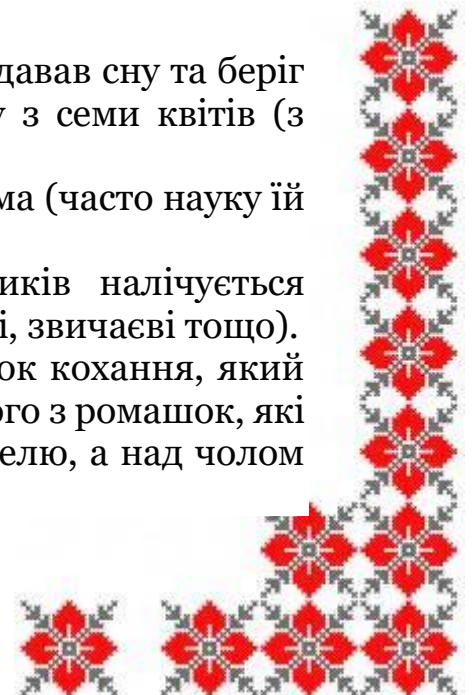 давав сну та беріг
у з семи квітів (з
ма (часто науку їй
иків налічується
і, звичаєві тощо).
ок кохання, який
ого з ромашок, які
елю, а над чолом